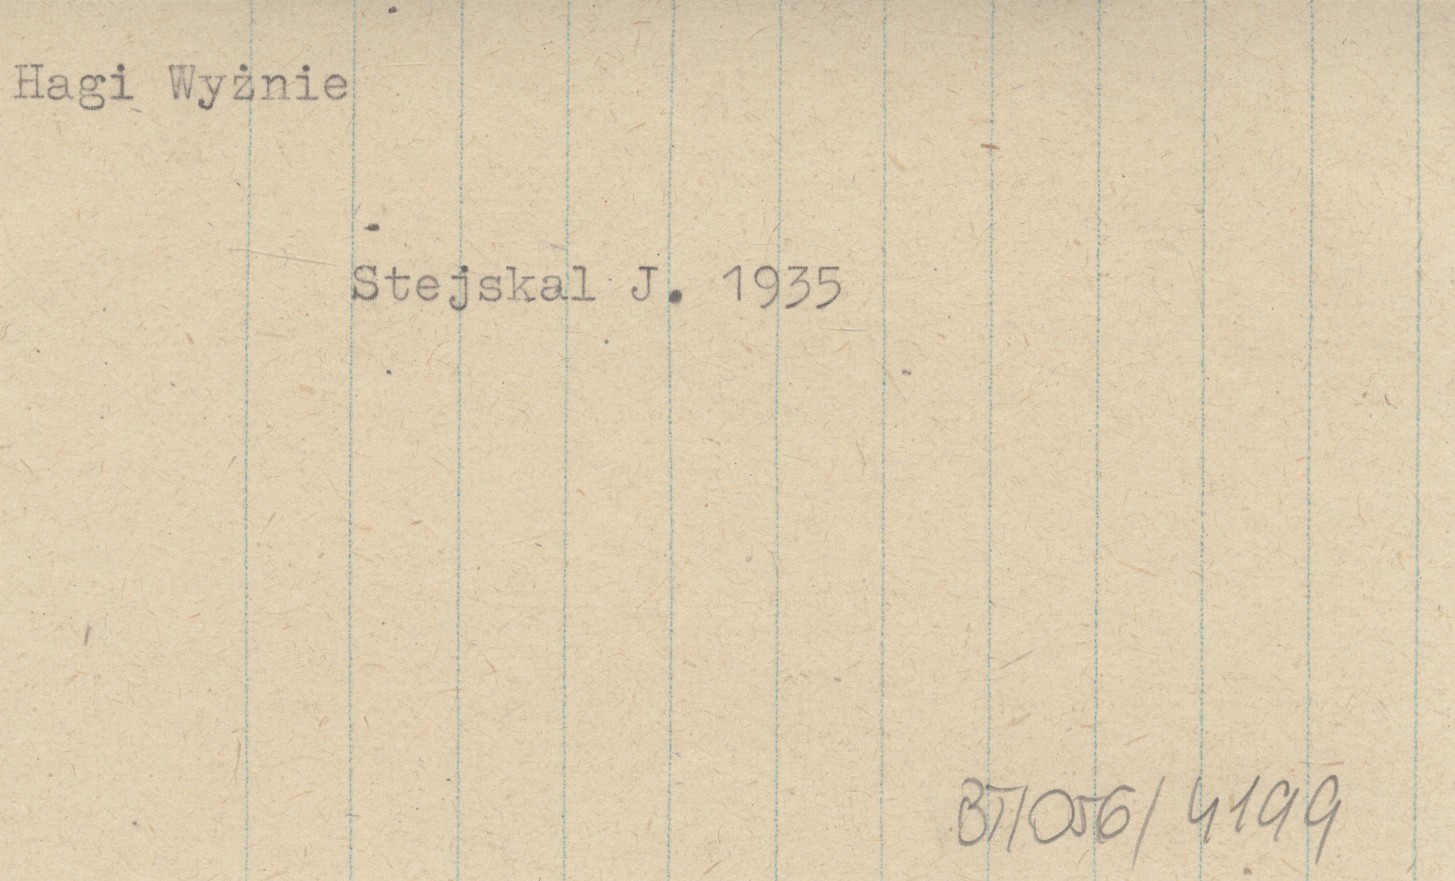 Hagi Wyżnie
Stejskal J. 1935
BT/056/4199